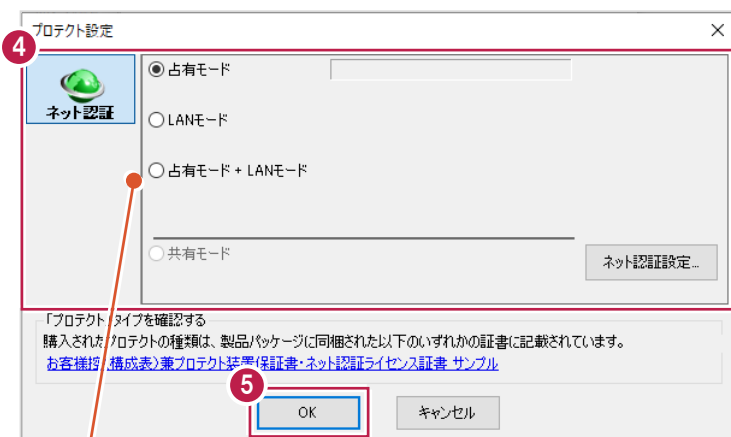 プロテクト設定
4
ネット認証
占有モード
LANモード
占有モード + LANモード
共有モード
ネット認証設定...
「プロテクト」タイプを確認する
購入されたプロテクトの種類は、製品パッケージに同梱された以下のいずれかの証書に記載されています。
お客様控(構成表)兼プロテクト装置保証書・ネット認証ライセンス証書 サンプル
5
OK
キャンセル